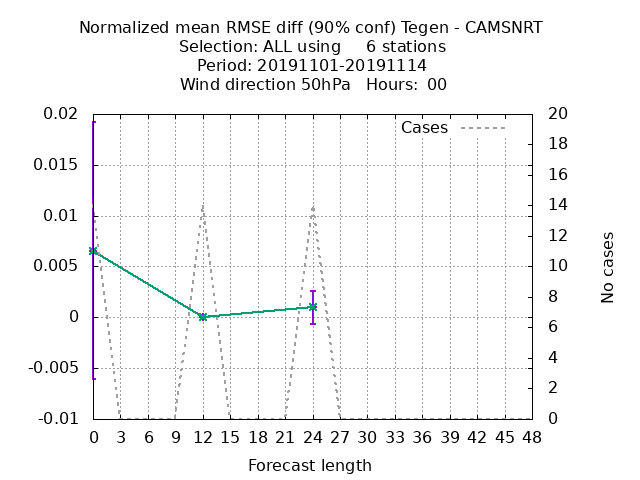 Normalized mean RMSE diff (90% conf) Tegen - CAMSNRT
Selection: ALL using     6 stations
Period: 20191101-20191114
Wind direction 50hPa   Hours:  00
Cases
0.02
0.015
0.01
0.005
0
-0.005
-0.01
20
18
16
14
12
10
8
6
4
2
0
No cases
0 3 6 9 12 15 18 21 24 27 30 33 36 39 42 45 48
Forecast length